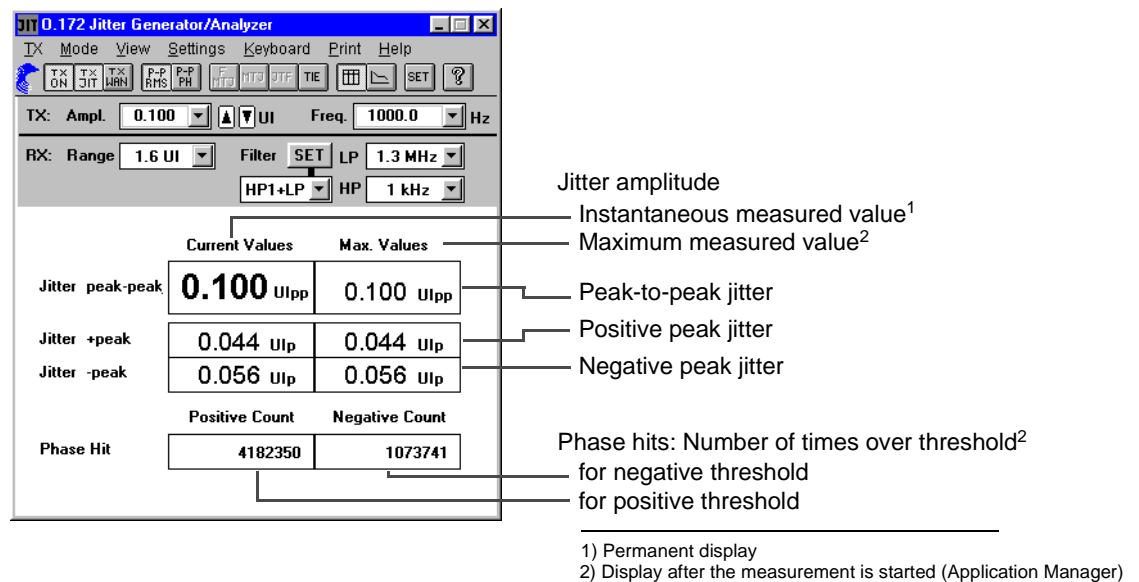 JIT O.172 Jitter Generator/Analyzer
TX Mode View Settings Keyboard Print Help
TX ON TX JIT TX WAN P-P RMS P-P PH F MTJ MTJ JTF TIE SET ?
TX: Ampl. 0.100 UI Freq. 1000.0 Hz
RX: Range 1.6 UI Filter SET LP 1.3 MHz
HP1+LP HP 1 kHz
Jitter amplitude
Instantaneous measured value1
Current Values Max. Values Maximum measured value2
Jitter peak-peak 0.100 UIpp 0.100 UIpp Peak-to-peak jitter
Jitter +peak 0.044 UIp 0.044 UIp Positive peak jitter
Jitter -peak 0.056 UIp 0.056 UIp Negative peak jitter
Positive Count Negative Count
Phase Hit 4182350 1073741
Phase hits: Number of times over threshold2
for negative threshold
for positive threshold
1) Permanent display
2) Display after the measurement is started (Application Manager)